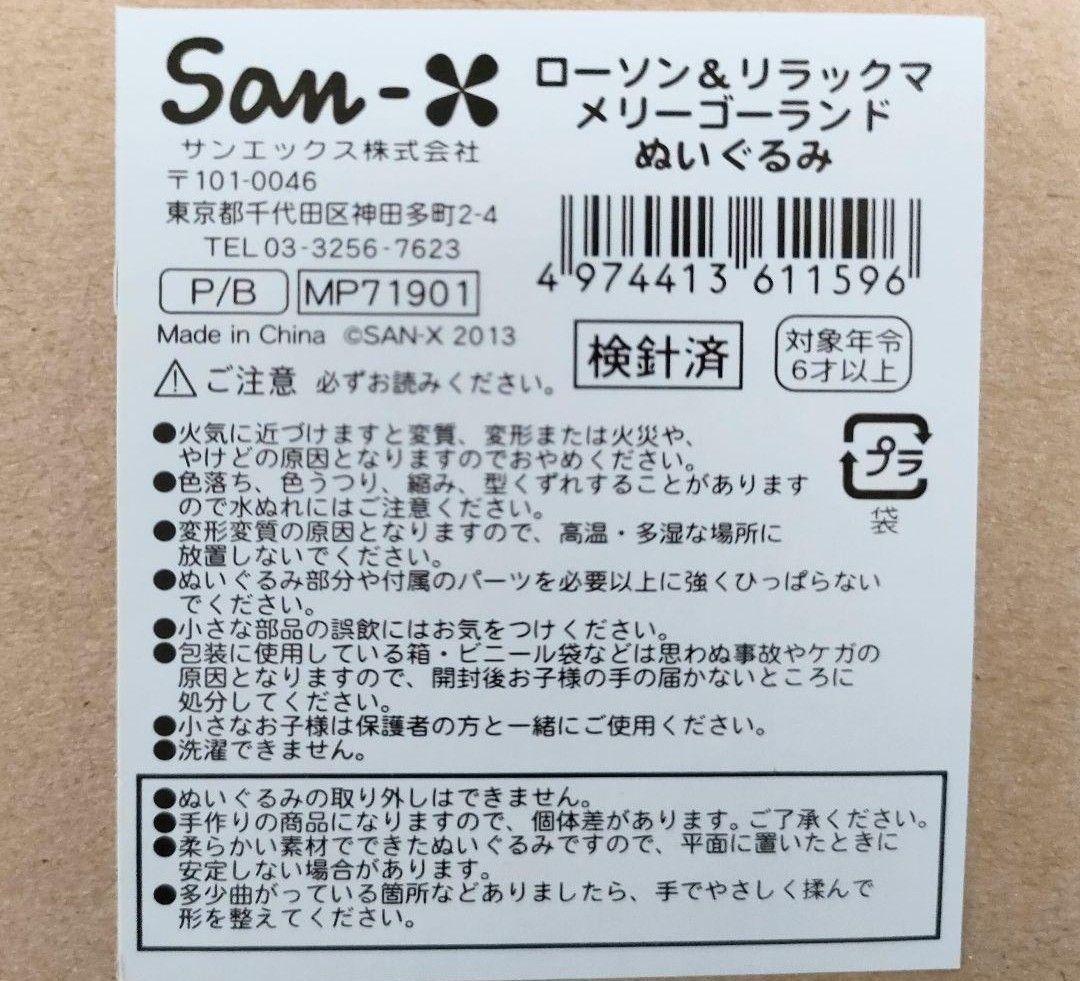 San-X
サンエックス株式会社
〒101-0046
東京都千代田区神田多町2-4
TEL 03-3256-7623
P/B MP71901
Made in China ©SAN-X 2013
ローソン&リラックマ
メリーゴーランド
ぬいぐるみ
4 974413 611596
検針済
対象年令
6才以上
⚠ご注意 必ずお読みください。
●火気に近づけますと変質、変形または火災や、
やけどの原因となりますのでおやめください。
●色落ち、色うつり、縮み、型くずれすることがあります
ので水ぬれにはご注意ください。
●変形変質の原因となりますので、高温・多湿な場所に
放置しないでください。
●ぬいぐるみ部分や付属のパーツを必要以上に強くひっぱらない
でください。
●小さな部品の誤飲にはお気をつけください。
●包装に使用している箱・ビニール袋などは思わぬ事故やケガの
原因となりますので、開封後お子様の手の届かないところに
処分してください。
●小さなお子様は保護者の方と一緒にご使用ください。
●洗濯できません。
プラ
袋
●ぬいぐるみの取り外しはできません。
●手作りの商品になりますので、個体差があります。ご了承ください。
●柔らかい素材でできたぬいぐるみですので、平面に置いたときに
安定しない場合があります。
●多少曲がっている箇所などありましたら、手でやさしく揉んで
形を整えてください。